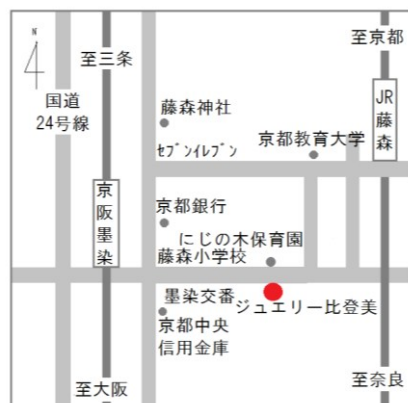 N
至京都
至三条
国道
24号線
JR
藤森
藤森神社
京都教育大学
ｾﾌﾞﾝｲﾚﾌﾞﾝ
京阪墨染
京都銀行
にじの木保育園
藤森小学校
墨染交番
ジュエリー比登美
京都中央
信用金庫
至大阪
至奈良